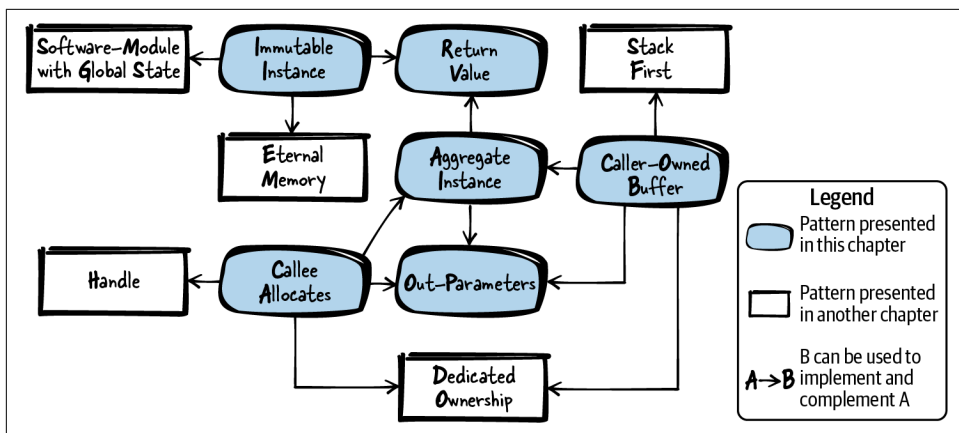 Software-Module
with Global State
Immutable
Instance
Return
Value
Stack
First
Eternal
Memory
Aggregate
Instance
Caller-Owned
Buffer
Handle
Callee
Allocates
Out-Parameters
Dedicated
Ownership
Legend
Pattern presented
in this chapter
Pattern presented
in another chapter
A→B
B can be used to
implement and
complement A